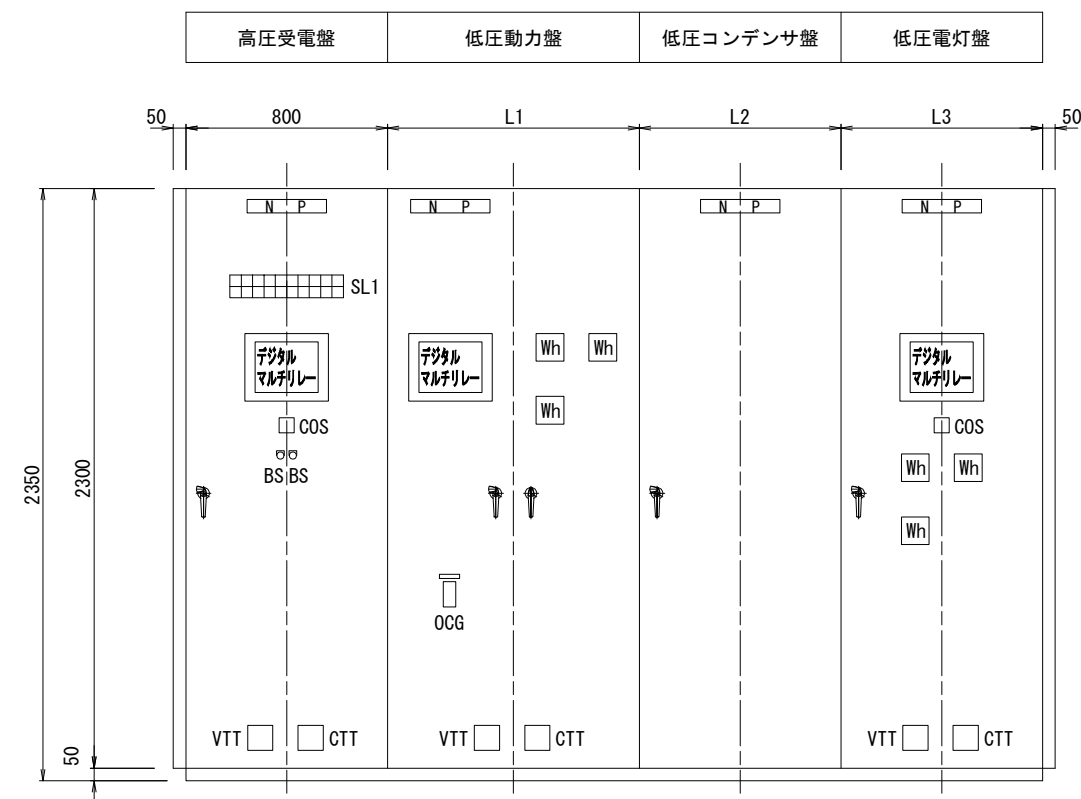 高圧受電盤 低圧動力盤 低圧コンデンサ盤 低圧電灯盤
50 800 L1 L2 L3 50
N P N P N P N P
SL1
デジタル
マルチリレー
デジタル
マルチリレー
Wh Wh
デジタル
マルチリレー
Wh
COS COS
BS BS
Wh Wh
2350
2300
Wh
OCG
VTT CTT VTT CTT VTT CTT
50